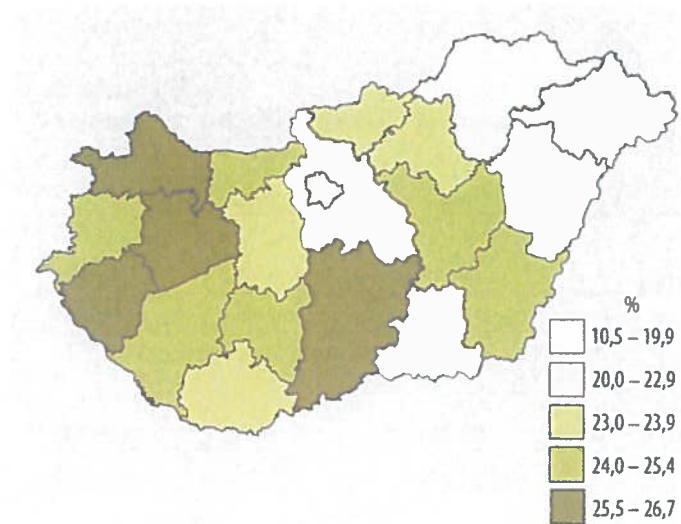 %
10,5 – 19,9
20,0 – 22,9
23,0 – 23,9
24,0 – 25,4
25,5 – 26,7